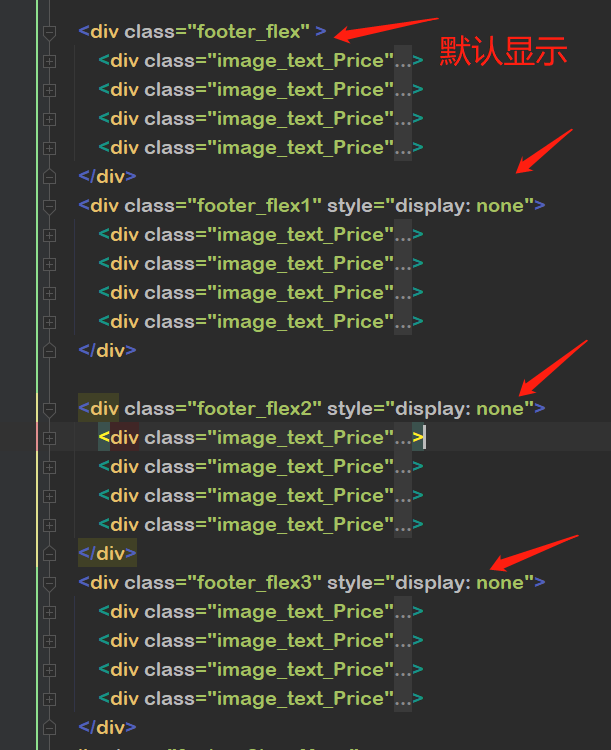 <div class="footer_flex" >
默认显示
<div class="image_text_Price"...>
<div class="image_text_Price"...>
<div class="image_text_Price"...>
<div class="image_text_Price"...>
</div>
<div class="footer_flex1" style="display: none">
<div class="image_text_Price"...>
<div class="image_text_Price"...>
<div class="image_text_Price"...>
<div class="image_text_Price"...>
</div>
<div class="footer_flex2" style="display: none">
<div class="image_text_Price"...>
<div class="image_text_Price"...>
<div class="image_text_Price"...>
<div class="image_text_Price"...>
</div>
<div class="footer_flex3" style="display: none">
<div class="image_text_Price"...>
<div class="image_text_Price"...>
<div class="image_text_Price"...>
<div class="image_text_Price"...>
</div>